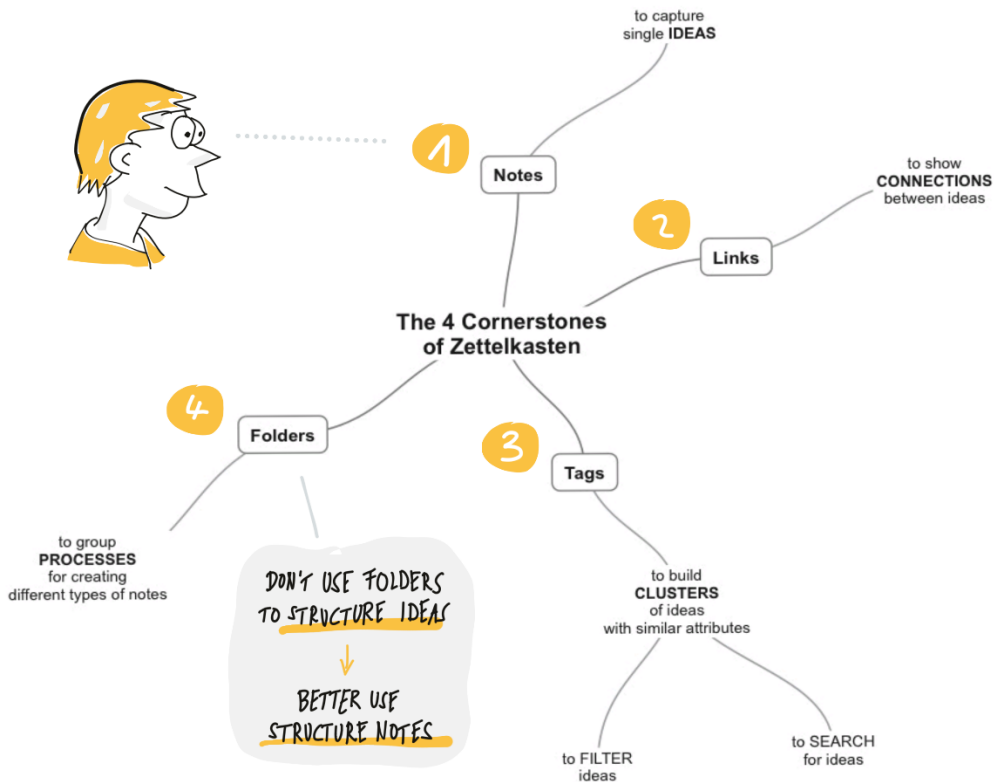 The 4 Cornerstones
of Zettelkasten
1
Notes
to capture
single IDEAS
2
Links
to show
CONNECTIONS
between ideas
3
Tags
to build
CLUSTERS
of ideas
with similar attributes
to FILTER
ideas
to SEARCH
for ideas
4
Folders
to group
PROCESSES
for creating
different types of notes
DON'T USE FOLDERS
TO STRUCTURE IDEAS
BETTER USE
STRUCTURE NOTES